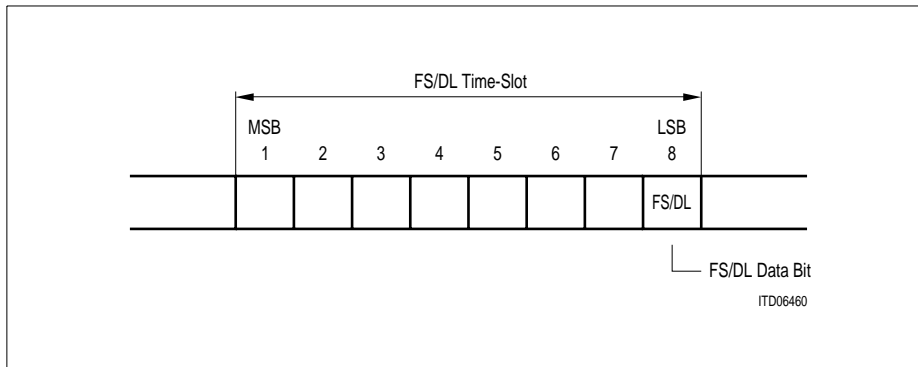 FS/DL Time-Slot
MSB LSB
1 2 3 4 5 6 7 8
FS/DL
FS/DL Data Bit
ITD06460